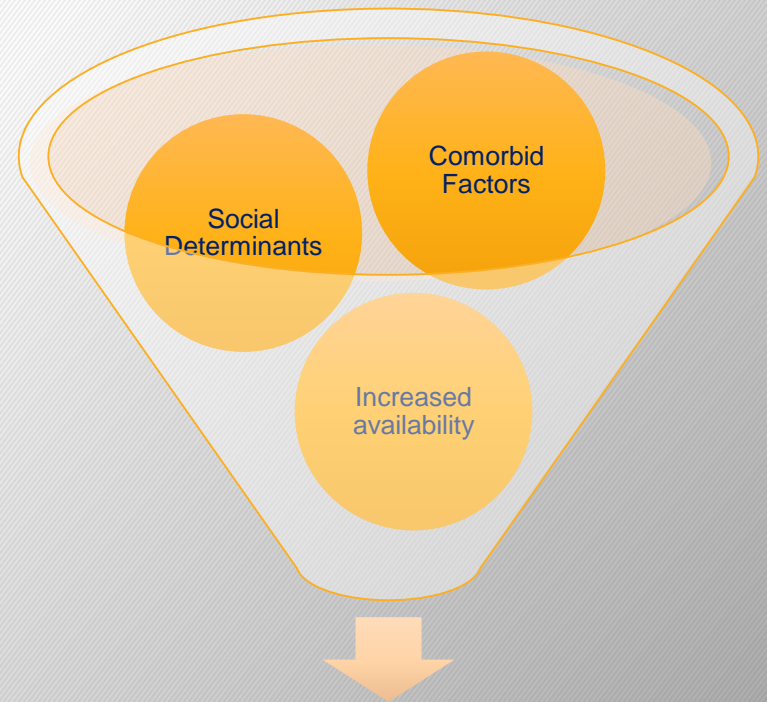 Comorbid
Factors
Social
Determinants
Increased
availability